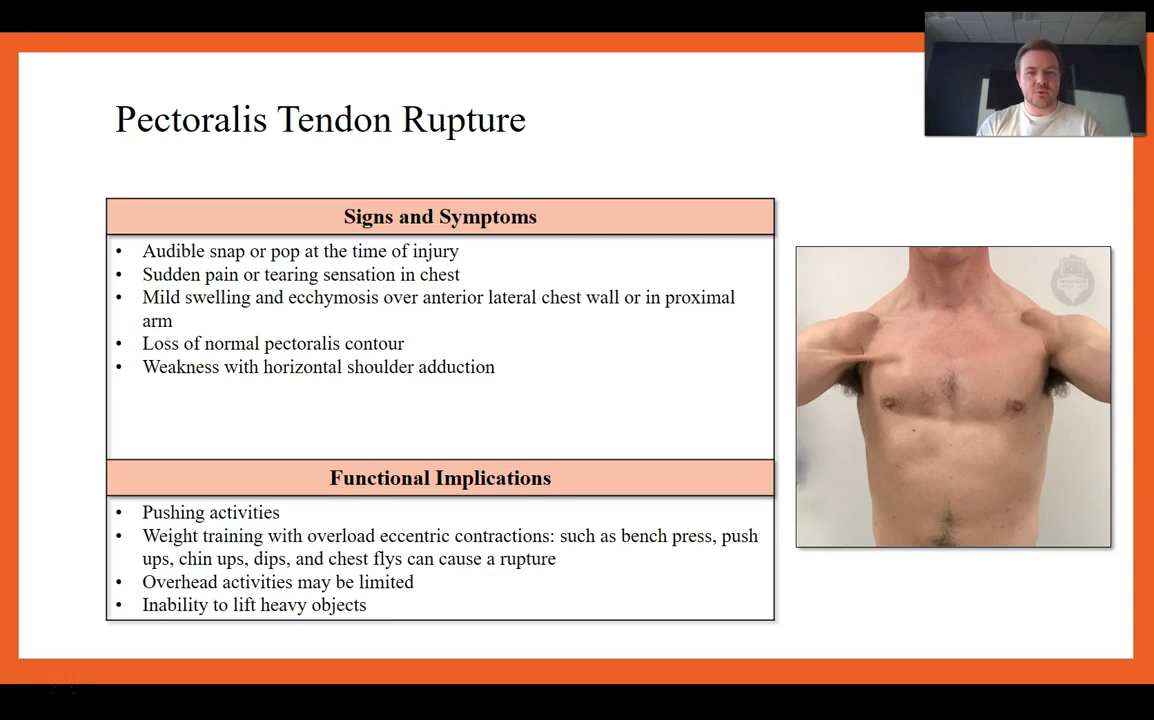 Pectoralis Tendon Rupture
Signs and Symptoms
• Audible snap or pop at the time of injury
• Sudden pain or tearing sensation in chest
• Mild swelling and ecchymosis over anterior lateral chest wall or in proximal
arm
• Loss of normal pectoralis contour
• Weakness with horizontal shoulder adduction
Functional Implications
• Pushing activities
• Weight training with overload eccentric contractions: such as bench press, push
ups, chin ups, dips, and chest flys can cause a rupture
• Overhead activities may be limited
• Inability to lift heavy objects